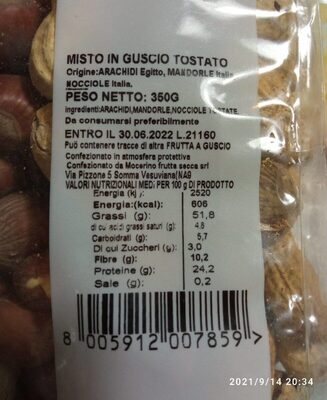 MISTO IN GUSCIO TOSTATO
Origine:ARACHIDI Egitto, MANDORLE Italia
NOCCIOLE Italia.
PESO NETTO: 350G
ingredienti:ARACHIDI,MANDORLE,NOCCIOLE TOSTATE.
Da consumarsi preferibilmente
ENTRO IL 30.06.2022 L.21160
Può contenere tracce di altra FRUTTA A GUSCIO
Confezionato in atmosfera protettiva
Confezionato da Mocerino frutta secca srl
Via Pizzone 5 Somma Vesuviana(NA9
VALORI NUTRIZIONALI MEDI PER 100 g DI PRODOTTO
Energia (kj): 2520
Energia:(kcal): 606
Grassi (g): 51,8
di cui acidi grassi saturi (g): 4,6
Carboidrati (g): 5,7
Di cui Zuccheri (g): 3,0
Fibre (g): 10,2
Proteine (g): 24,2
Sale (g): 0,2
8 005912 007859 >
2021/9/14 20:34